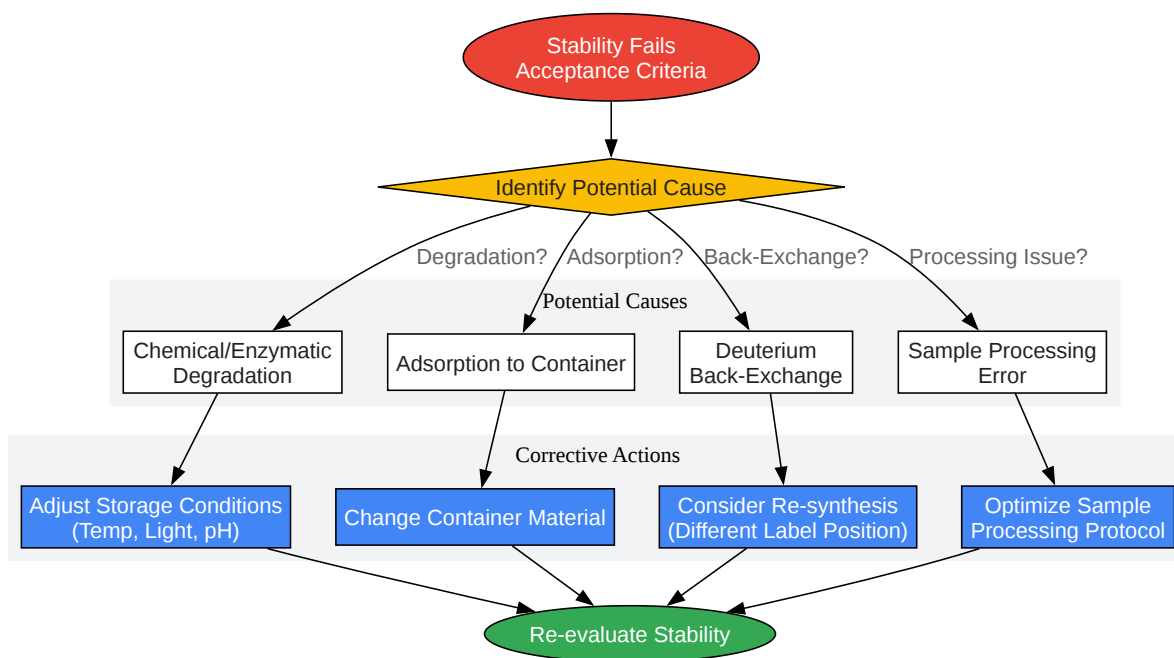 Stability Fails
Acceptance Criteria
Identify Potential Cause
Degradation?
Adsorption?
Back-Exchange?
Processing Issue?
Potential Causes
Chemical/Enzymatic
Degradation
Adsorption to Container
Deuterium
Back-Exchange
Sample Processing
Error
Corrective Actions
Adjust Storage Conditions
(Temp, Light, pH)
Change Container Material
Consider Re-synthesis
(Different Label Position)
Optimize Sample
Processing Protocol
Re-evaluate Stability